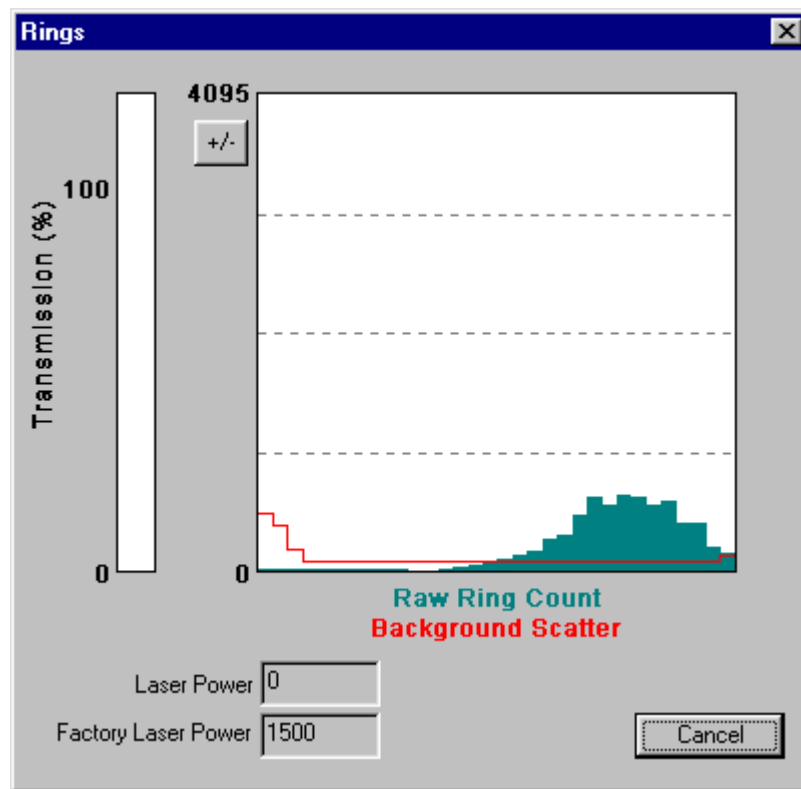 Rings
4095
+/-
100
Transmission (%)
0
0
Raw Ring Count
Background Scatter
Laser Power 0
Factory Laser Power 1500
Cancel